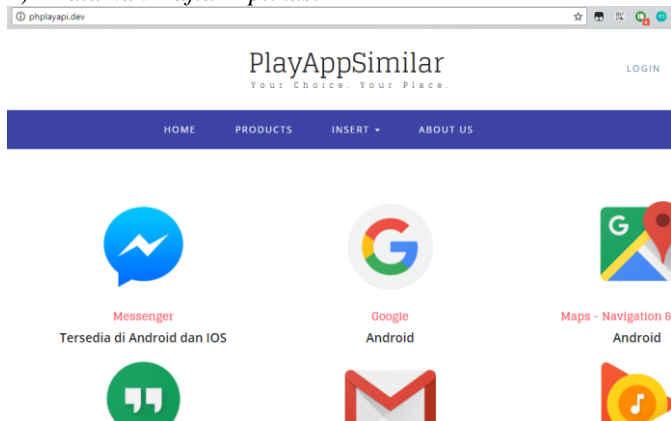 phplayapi.dev
PlayAppSimilar
Your Choice. Your Place.
LOGIN
HOME PRODUCTS INSERT ABOUT US
Messenger Google Maps - Navigation &
Tersedia di Android dan IOS Android Android